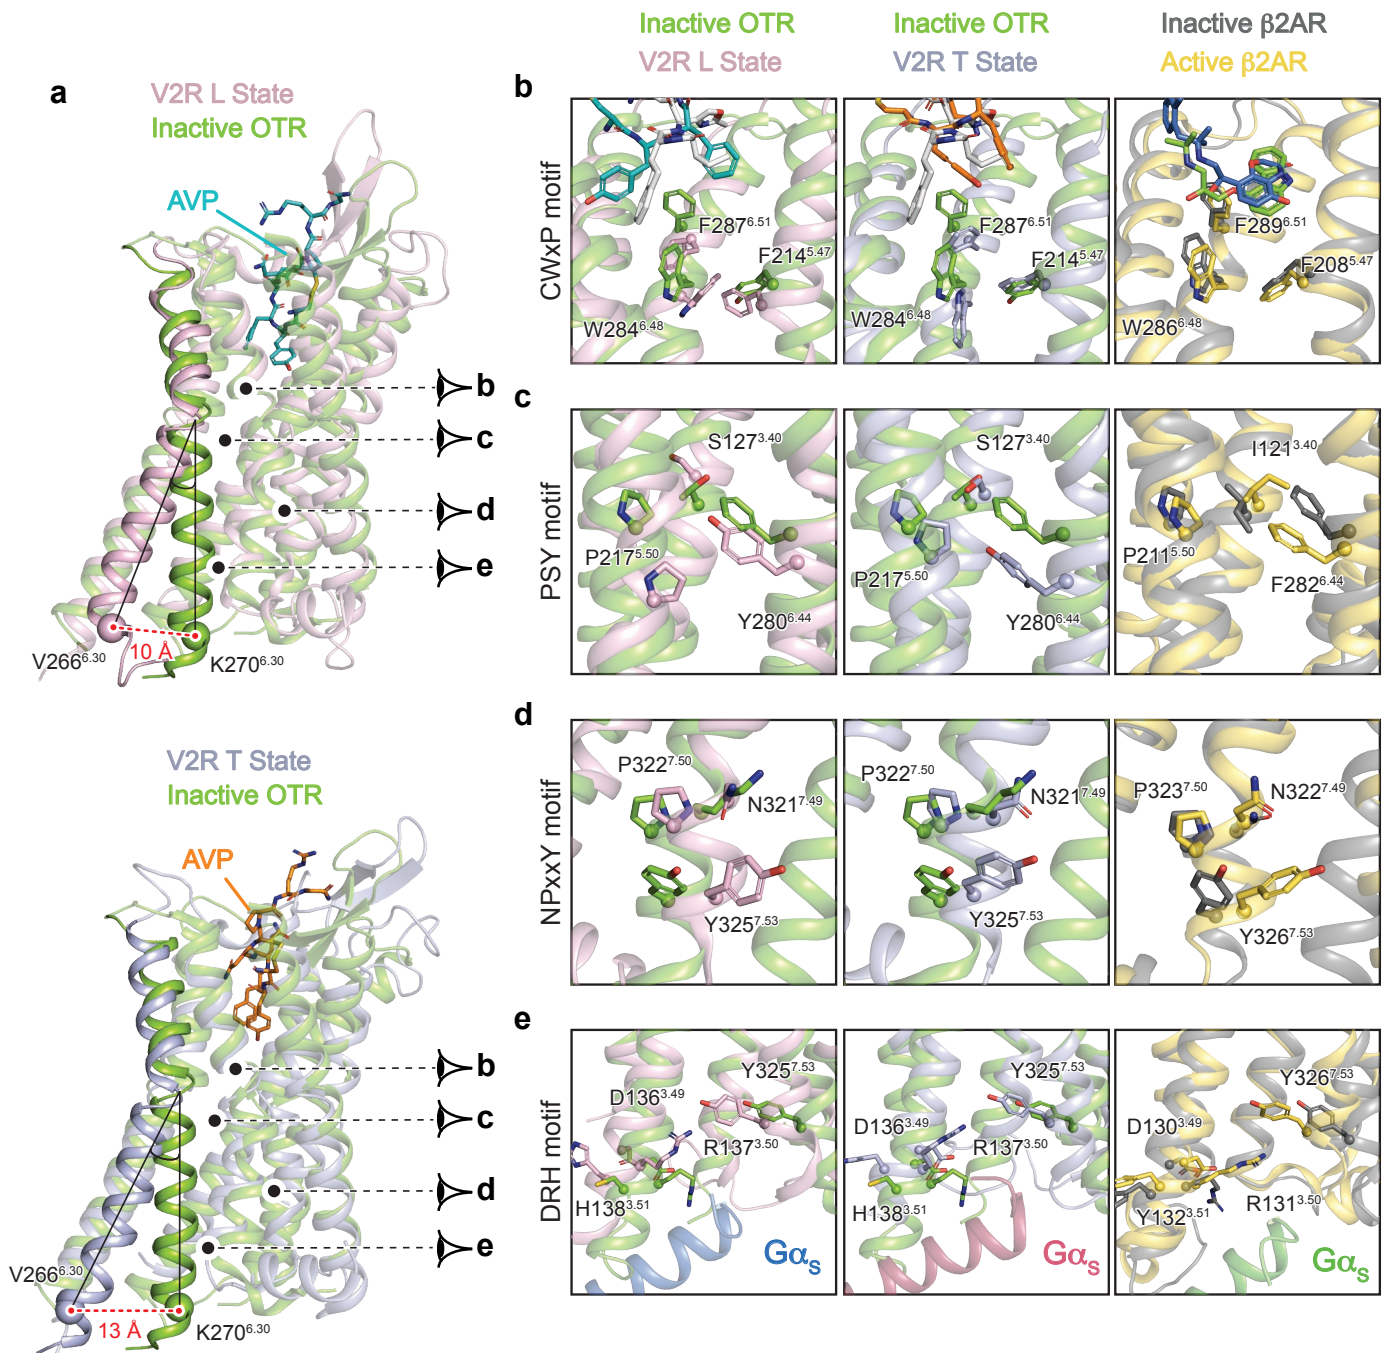 a
V2R L State
Inactive OTR
AVP
b
c
d
e
V266^6.30
10 Å
K270^6.30
V2R T State
Inactive OTR
AVP
b
c
d
e
V266^6.30
13 Å
K270^6.30
Inactive OTR
V2R L State
Inactive OTR
V2R T State
Inactive β2AR
Active β2AR
b
CWxP motif
F287^6.51
F214^5.47
W284^6.48
F287^6.51
F214^5.47
W284^6.48
F289^6.51
F208^5.47
W286^6.48
c
PSY motif
S127^3.40
P217^5.50
Y280^6.44
S127^3.40
P217^5.50
Y280^6.44
I121^3.40
P211^5.50
F282^6.44
d
NPxxY motif
P322^7.50
N321^7.49
Y325^7.53
P322^7.50
N321^7.49
Y325^7.53
P323^7.50
N322^7.49
Y326^7.53
e
DRH motif
Y325^7.53
D136^3.49
R137^3.50
H138^3.51
Gαs
Y325^7.53
D136^3.49
R137^3.50
H138^3.51
Gαs
Y326^7.53
D130^3.49
Y132^3.51
R131^3.50
Gαs